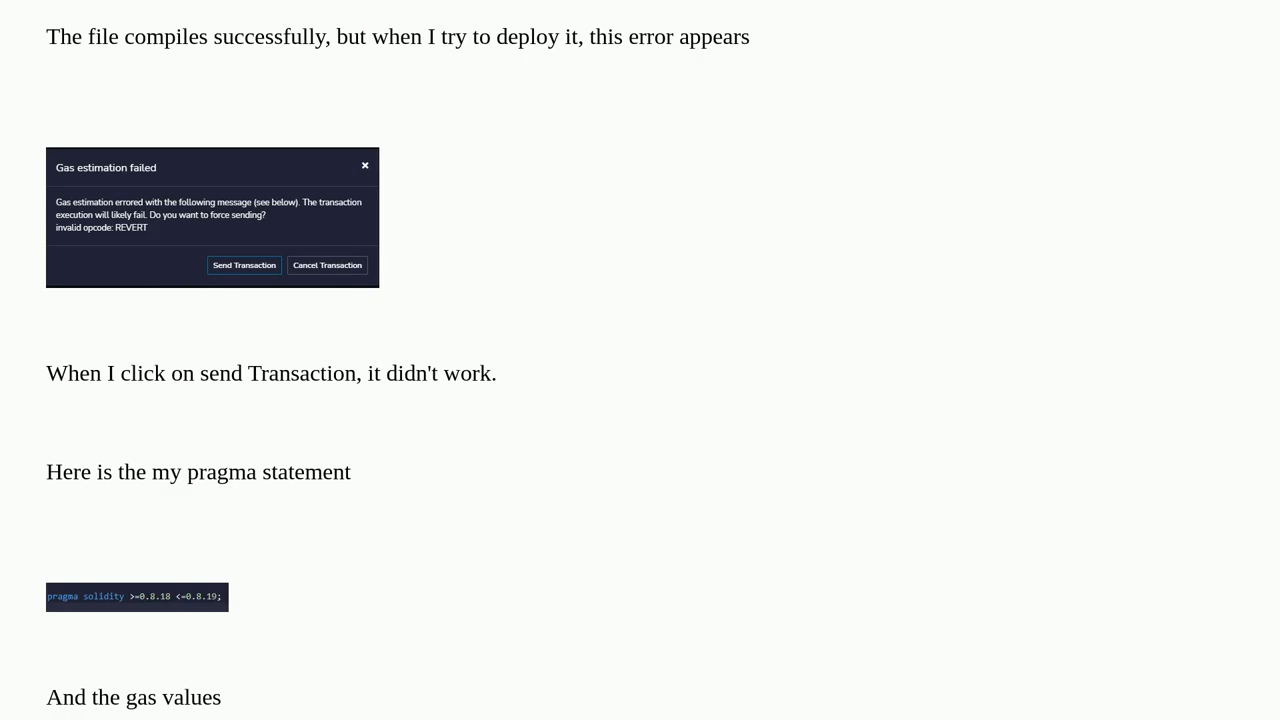 The file compiles successfully, but when I try to deploy it, this error appears
Gas estimation failed
×
Gas estimation errored with the following message (see below). The transaction
execution will likely fail. Do you want to force sending?
invalid opcode: REVERT
Send Transaction Cancel Transaction
When I click on send Transaction, it didn't work.
Here is the my pragma statement
pragma solidity >=0.8.18 <=0.8.19;
And the gas values